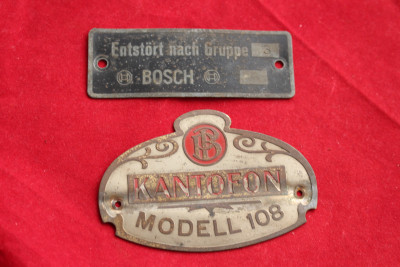 Entstört nach Gruppe
BOSCH
KANTOFON
MODELL 108